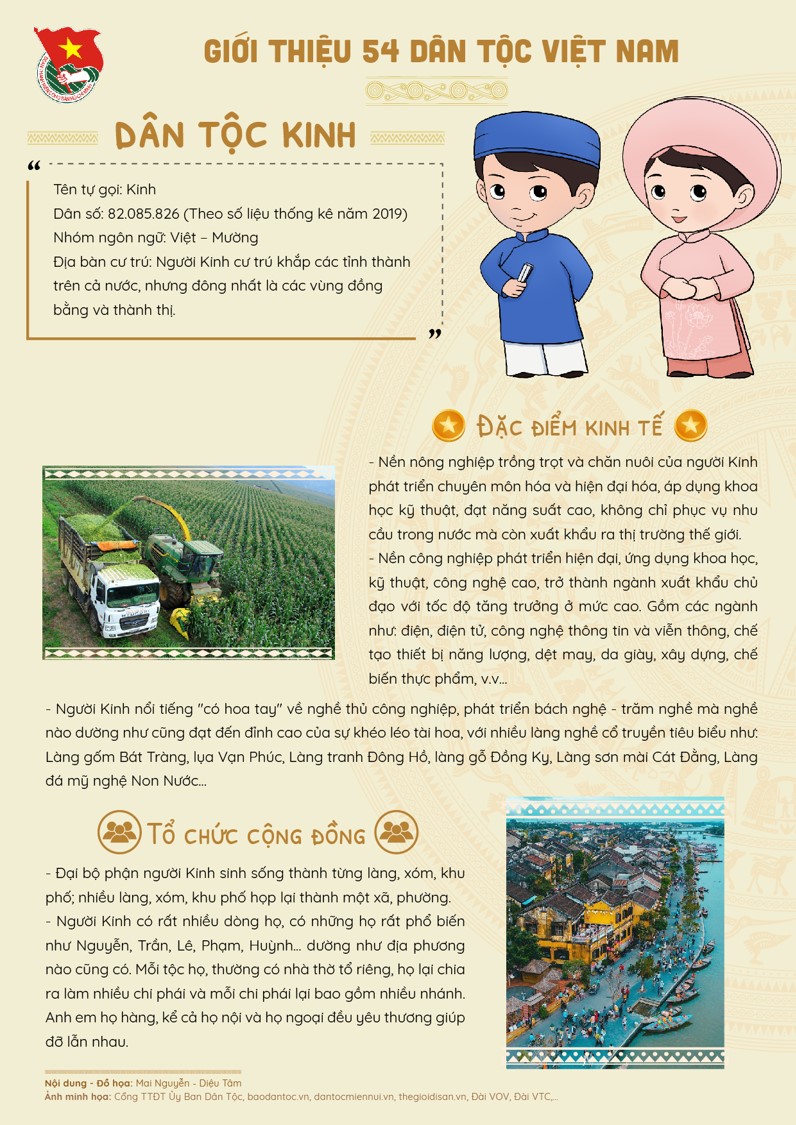 GIỚI THIỆU 54 DÂN TỘC VIỆT NAM
DÂN TỘC KINH
Tên tự gọi: Kinh
Dân số: 82.085.826 (Theo số liệu thống kê năm 2019)
Nhóm ngôn ngữ: Việt – Mường
Địa bàn cư trú: Người Kinh cư trú khắp các tỉnh thành
trên cả nước, nhưng đông nhất là các vùng đồng
bằng và thành thị.
ĐẶC ĐIỂM KINH TẾ
- Nền nông nghiệp trồng trọt và chăn nuôi của người Kinh
phát triển chuyên môn hóa và hiện đại hóa, áp dụng khoa
học kỹ thuật, đạt năng suất cao, không chỉ phục vụ nhu
cầu trong nước mà còn xuất khẩu ra thị trường thế giới.
- Nền công nghiệp phát triển hiện đại, ứng dụng khoa học,
kỹ thuật, công nghệ cao, trở thành ngành xuất khẩu chủ
đạo với tốc độ tăng trưởng ở mức cao. Gồm các ngành
như: điện, điện tử, công nghệ thông tin và viễn thông, chế
tạo thiết bị năng lượng, dệt may, da giày, xây dựng, chế
biến thực phẩm, v.v...
- Người Kinh nổi tiếng "có hoa tay" về nghề thủ công nghiệp, phát triển bách nghệ - trăm nghề mà nghề
nào dường như cũng đạt đến đỉnh cao của sự khéo léo tài hoa, với nhiều làng nghề cổ truyền tiêu biểu như:
Làng gốm Bát Tràng, lụa Vạn Phúc, Làng tranh Đông Hồ, làng gỗ Đồng Kỵ, Làng sơn mài Cát Đằng, Làng
đá mỹ nghệ Non Nước...
TỔ CHỨC CỘNG ĐỒNG
- Đại bộ phận người Kinh sinh sống thành từng làng, xóm, khu
phố; nhiều làng, xóm, khu phố họp lại thành một xã, phường.
- Người Kinh có rất nhiều dòng họ, có những họ rất phổ biến
như Nguyễn, Trần, Lê, Phạm, Huỳnh... dường như địa phương
nào cũng có. Mỗi tộc họ, thường có nhà thờ tổ riêng, họ lại chia
ra làm nhiều chi phái và mỗi chi phái lại bao gồm nhiều nhánh.
Anh em họ hàng, kể cả họ nội và họ ngoại đều yêu thương giúp
đỡ lẫn nhau.
Nội dung - Đồ họa: Mai Nguyễn - Diệu Tâm
Ảnh minh họa: Cổng TTĐT Ủy Ban Dân Tộc, baodantoc.vn, dantocmiennui.vn, thegioidisan.vn, Đài VOV, Đài VTC,...